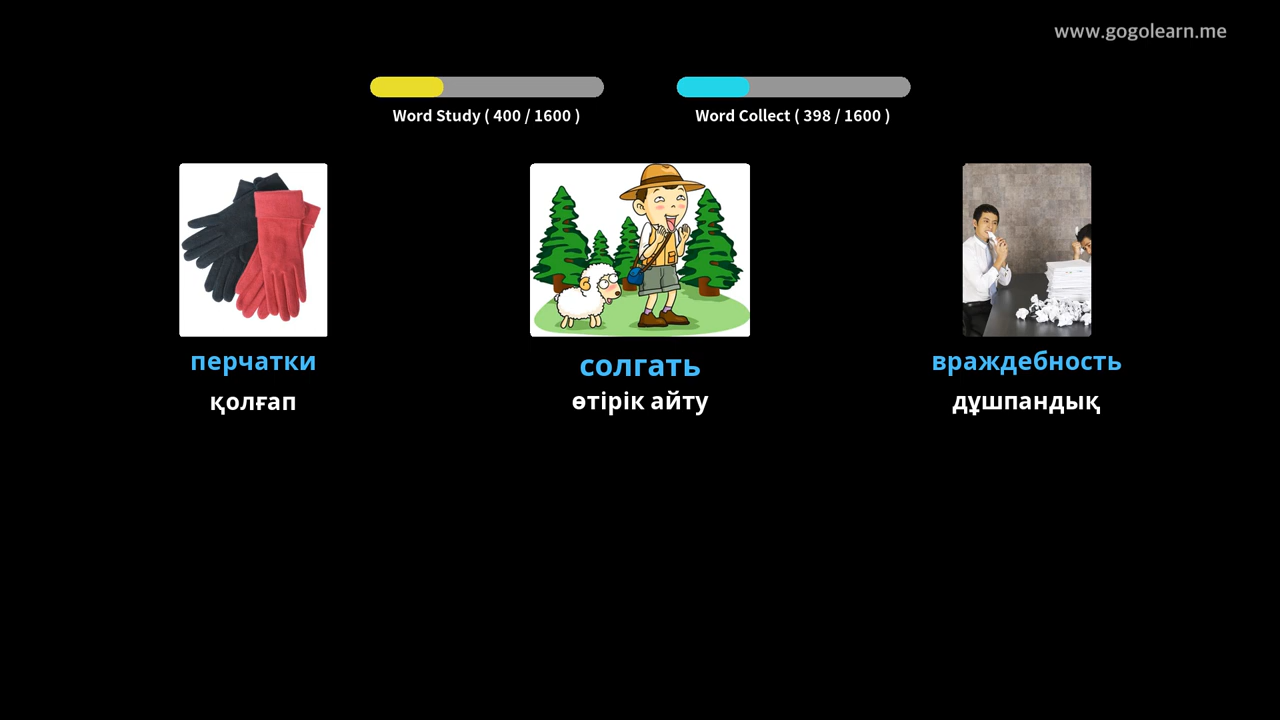 www.gogolearn.me
Word Study ( 400 / 1600 )
Word Collect ( 398 / 1600 )
перчатки
қолғап
солгать
өтірік айту
враждебность
дұшпандық